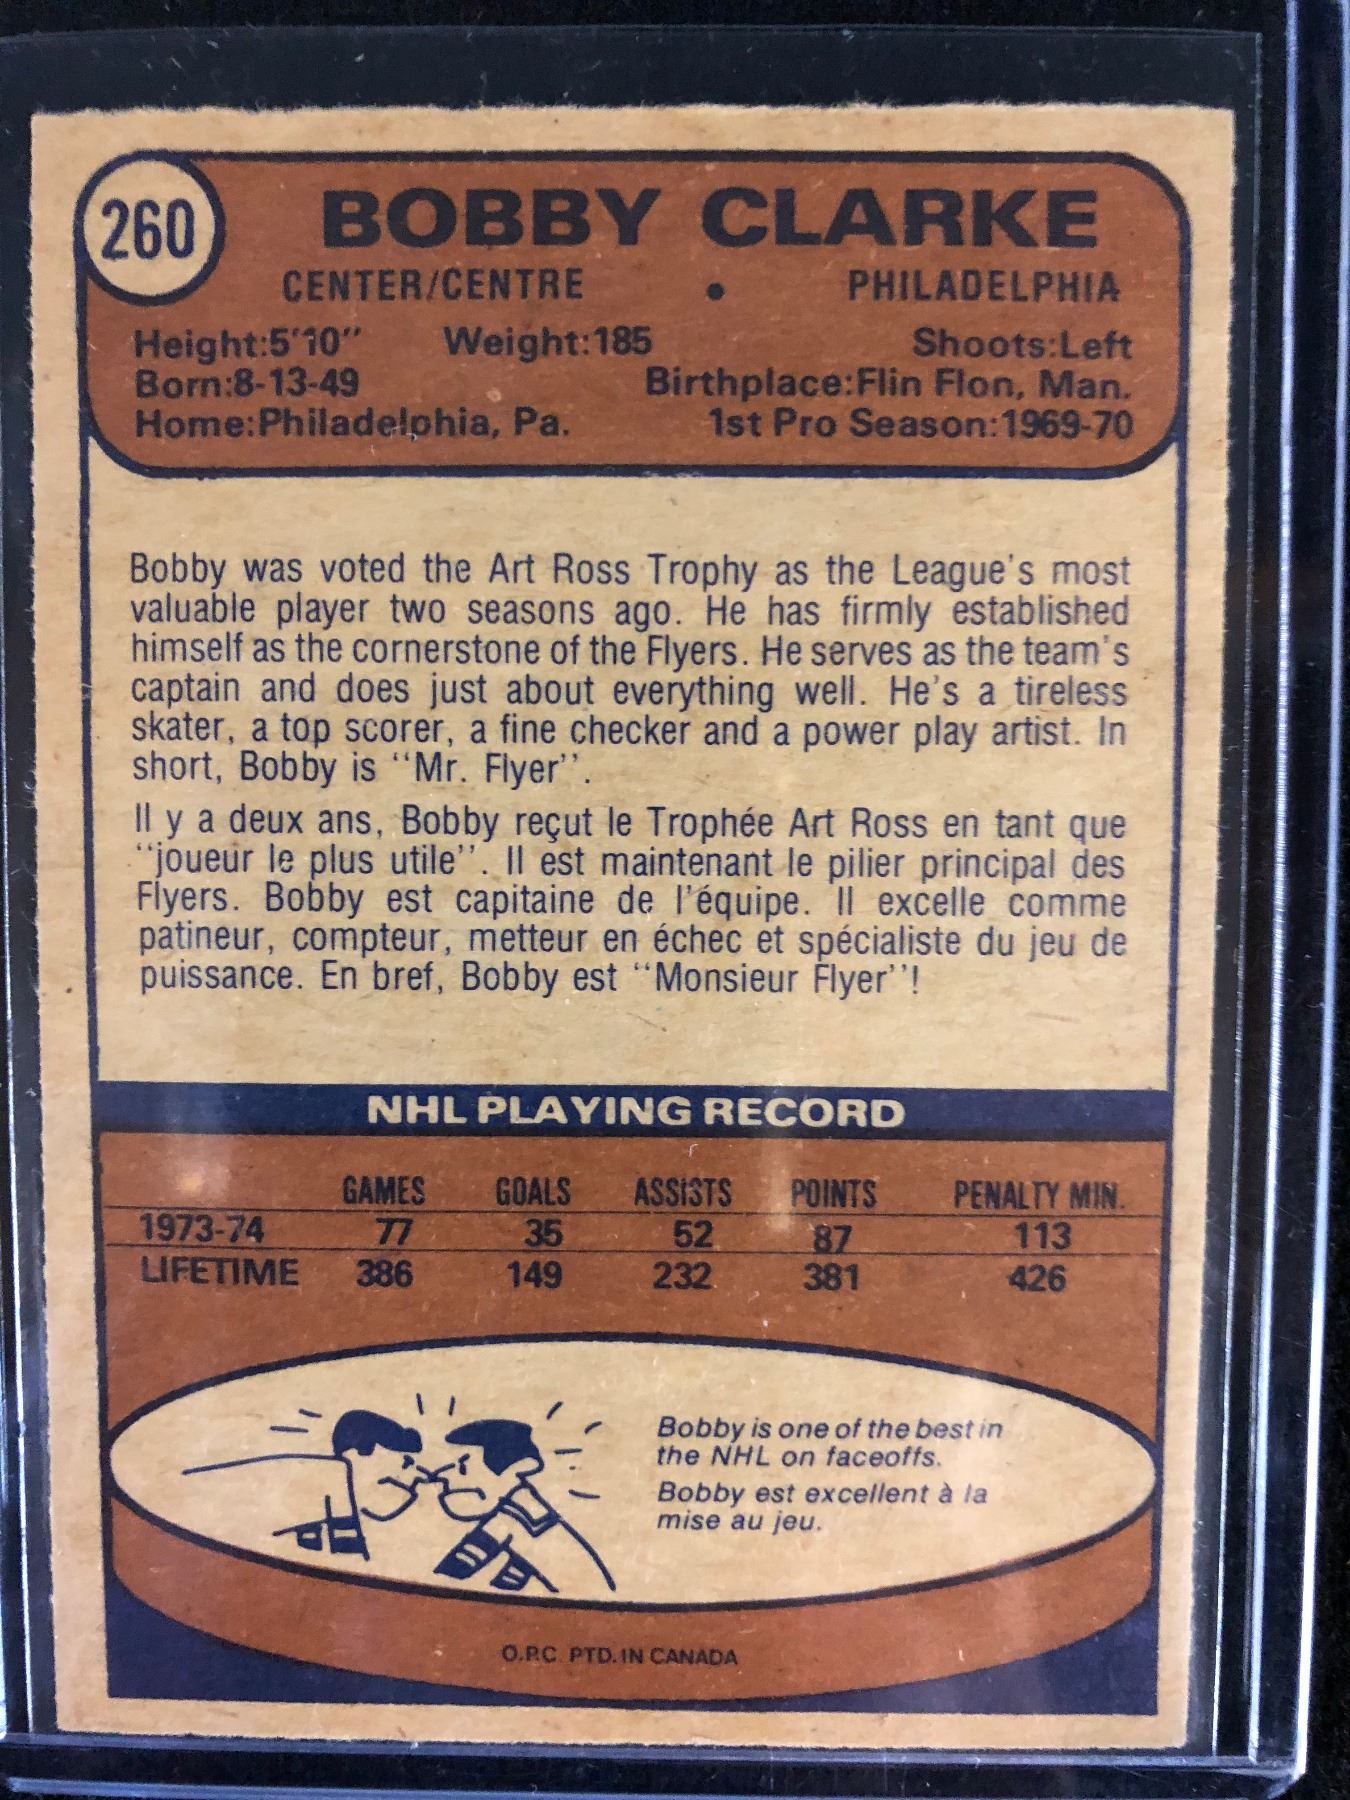 260
BOBBY CLARKE
CENTER/CENTRE • PHILADELPHIA
Height:5'10" Weight:185 Shoots:Left
Born:8-13-49 Birthplace:Flin Flon, Man.
Home:Philadelphia, Pa. 1st Pro Season:1969-70
Bobby was voted the Art Ross Trophy as the League's most
valuable player two seasons ago. He has firmly established
himself as the cornerstone of the Flyers. He serves as the team's
captain and does just about everything well. He's a tireless
skater, a top scorer, a fine checker and a power play artist. In
short, Bobby is "Mr. Flyer".
Il y a deux ans, Bobby reçut le Trophée Art Ross en tant que
"joueur le plus utile". Il est maintenant le pilier principal des
Flyers. Bobby est capitaine de l'équipe. Il excelle comme
patineur, compteur, metteur en échec et spécialiste du jeu de
puissance. En bref, Bobby est "Monsieur Flyer"!
NHL PLAYING RECORD
GAMES GOALS ASSISTS POINTS PENALTY MIN.
1973-74 77 35 52 87 113
LIFETIME 386 149 232 381 426
Bobby is one of the best in
the NHL on faceoffs.
Bobby est excellent à la
mise au jeu.
O.P.C. PTD. IN CANADA